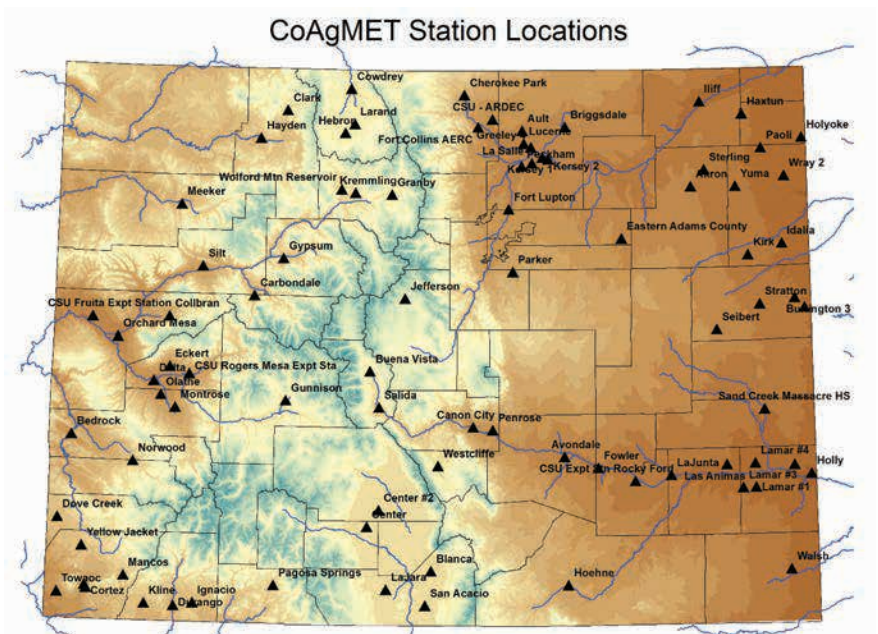 CoAgMET Station Locations
Cowdrey
Cherokee Park
Iliff
Clark
Larand
CSU - ARDEC
Haxtun
Hayden
Hebron
Ault
Briggsdale
Fort Collins AERC
Greeley
Lucerne
Holyoke
Paoli
La Salle
Peckham
Kersey 1
Kersey 2
Sterling
Wray 2
Wolford Mtn Reservoir
Kremmling
Granby
Akron
Yuma
Meeker
Fort Lupton
Eastern Adams County
Idalia
Gypsum
Kirk
Silt
Parker
Carbondale
Jefferson
Stratton
CSU Fruita Expt Station
Collbran
Burlington 3
Orchard Mesa
Seibert
Eckert
Delta
CSU Rogers Mesa Expt Sta
Buena Vista
Olathe
Montrose
Gunnison
Salida
Sand Creek Massacre HS
Canon City
Penrose
Bedrock
Norwood
Westcliffe
Avondale
Fowler
CSU Expt Stn Rocky Ford
LaJunta
Las Animas
Lamar #4
Lamar #3
Lamar #1
Holly
Dove Creek
Center #2
Center
Yellow Jacket
Mancos
Blanca
Walsh
Towaoc
Cortez
Kline
Durango
Ignacio
Pagosa Springs
LaJara
San Acacio
Hoehne